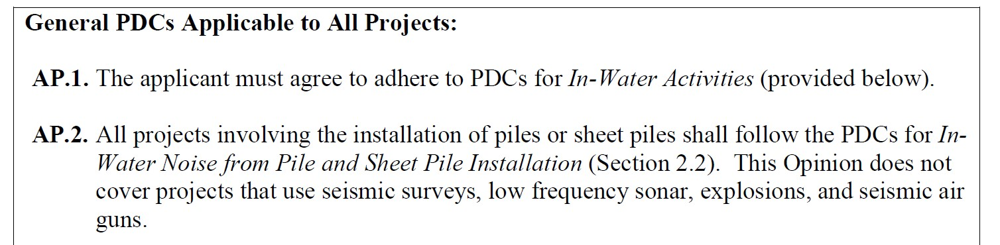 General PDCs Applicable to All Projects:
AP.1. The applicant must agree to adhere to PDCs for In-Water Activities (provided below).
AP.2. All projects involving the installation of piles or sheet piles shall follow the PDCs for In-
Water Noise from Pile and Sheet Pile Installation (Section 2.2).  This Opinion does not
cover projects that use seismic surveys, low frequency sonar, explosions, and seismic air
guns.